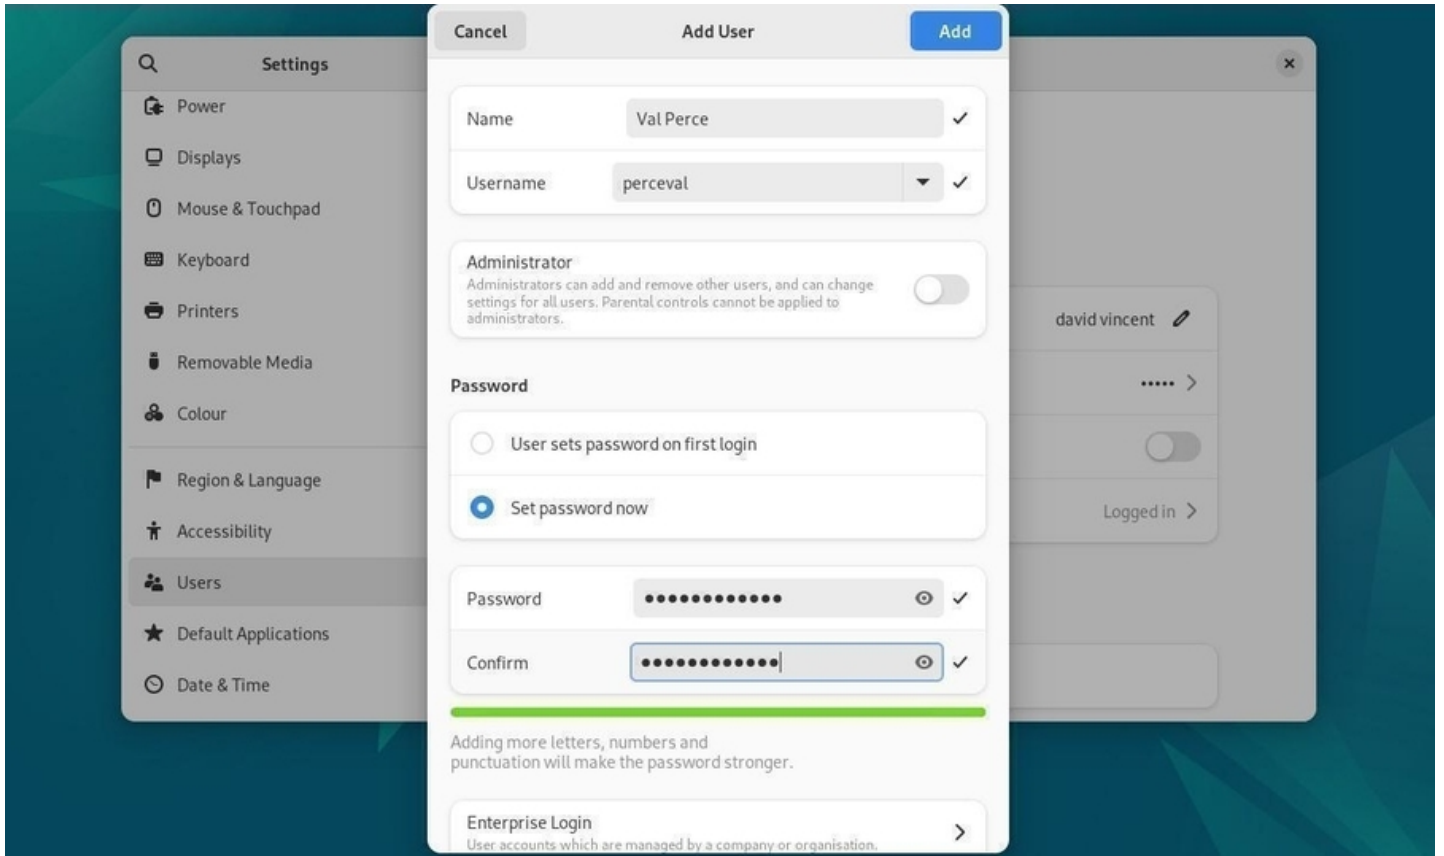 Cancel
Add User
Add
Settings
Power
Displays
Mouse & Touchpad
Keyboard
Printers
Removable Media
Colour
Region & Language
Accessibility
Users
Default Applications
Date & Time
Name
Val Perce
Username
perceval
Administrator
Administrators can add and remove other users, and can change
settings for all users. Parental controls cannot be applied to
administrators.
Password
User sets password on first login
Set password now
Password
••••••••••••
Confirm
••••••••••••
Adding more letters, numbers and
punctuation will make the password stronger.
Enterprise Login
User accounts which are managed by a company or organisation.
david vincent
•••••
Logged in